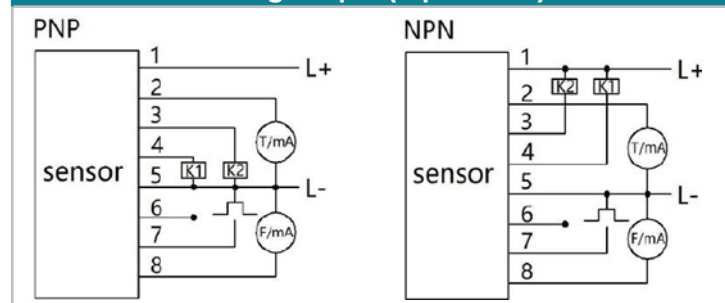 PNP
1
L+
2
3
T/mA
4
K1
K2
sensor
5
L-
6
7
F/mA
8
NPN
1
L+
K2
K1
2
3
T/mA
4
sensor
5
L-
6
7
F/mA
8